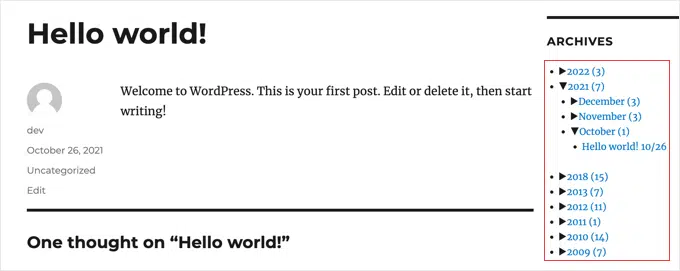 Hello world!
Welcome to WordPress. This is your first post. Edit or delete it, then start
writing!
dev
October 26, 2021
Uncategorized
Edit
One thought on “Hello world!”
ARCHIVES
• ►2022 (3)
• ▼2021 (7)
• ►December (3)
• ►November (3)
• ▼October (1)
• Hello world! 10/26
• ►2018 (15)
• ►2013 (7)
• ►2012 (11)
• ►2011 (1)
• ►2010 (14)
• ►2009 (7)